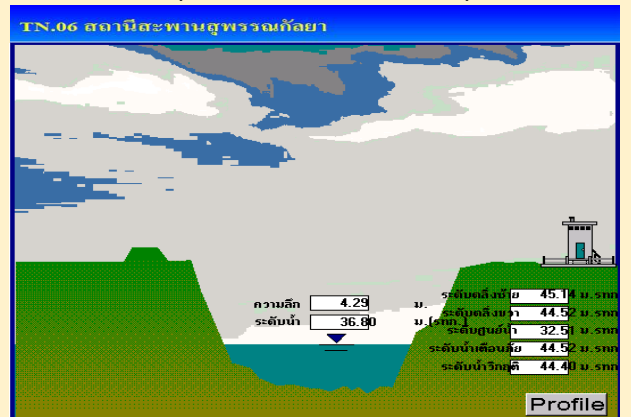 TN.06 สถานีสะพานสุพรรณกัลยา
ความลึก 4.29 ม.
ระดับน้ำ 36.80 ม.(รทก.)
ระดับตลิ่งซ้าย 45.14 ม.รทก
ระดับตลิ่งขวา 44.52 ม.รทก
ระดับศูนย์น้ำ 32.51 ม.รทก
ระดับน้ำเตือนภัย 44.52 ม.รทก
ระดับน้ำวิกฤติ 44.40 ม.รทก
Profile